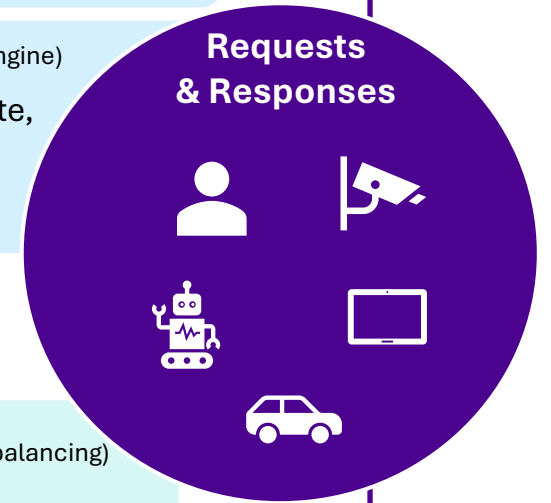 Requests
& Responses
ngine)
te,
balancing)